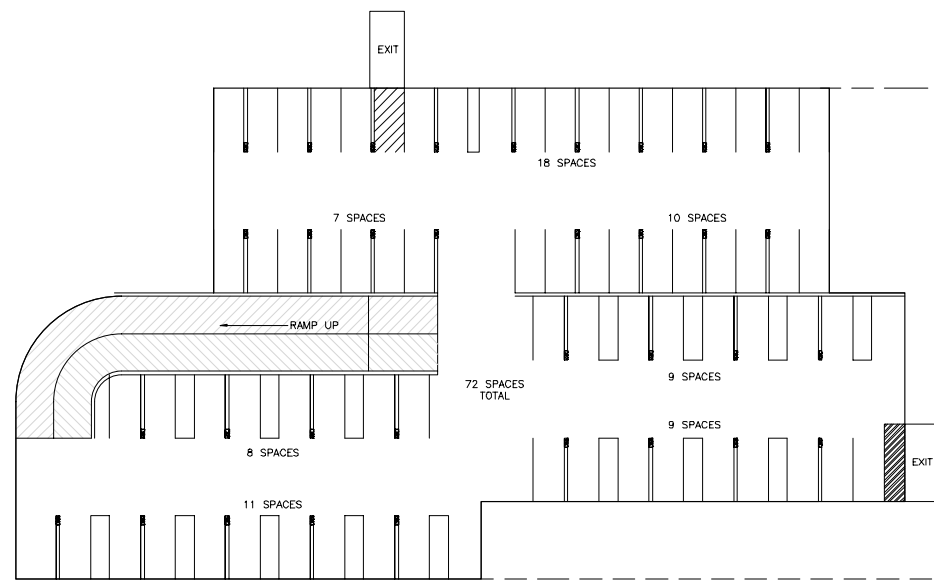 EXIT
18 SPACES
7 SPACES
10 SPACES
RAMP UP
72 SPACES
TOTAL
9 SPACES
9 SPACES
8 SPACES
EXIT
11 SPACES